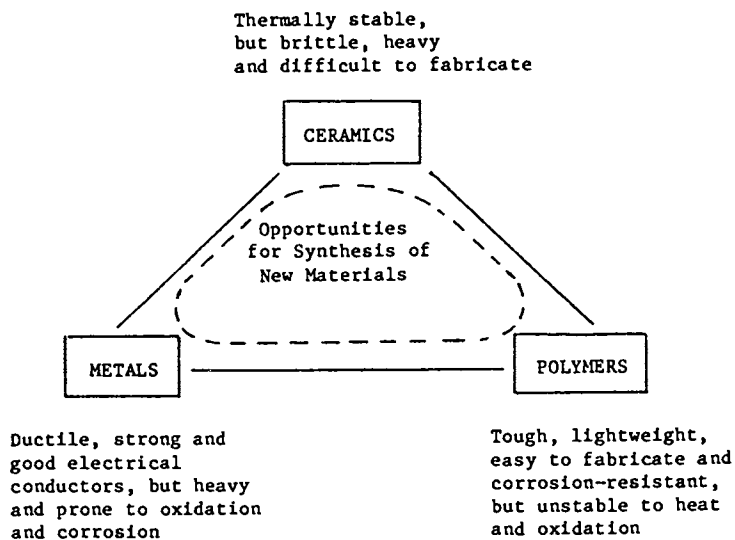 Thermally stable,
but brittle, heavy
and difficult to fabricate
CERAMICS
Opportunities
for Synthesis of
New Materials
METALS
POLYMERS
Ductile, strong and
good electrical
conductors, but heavy
and prone to oxidation
and corrosion
Tough, lightweight,
easy to fabricate and
corrosion-resistant,
but unstable to heat
and oxidation